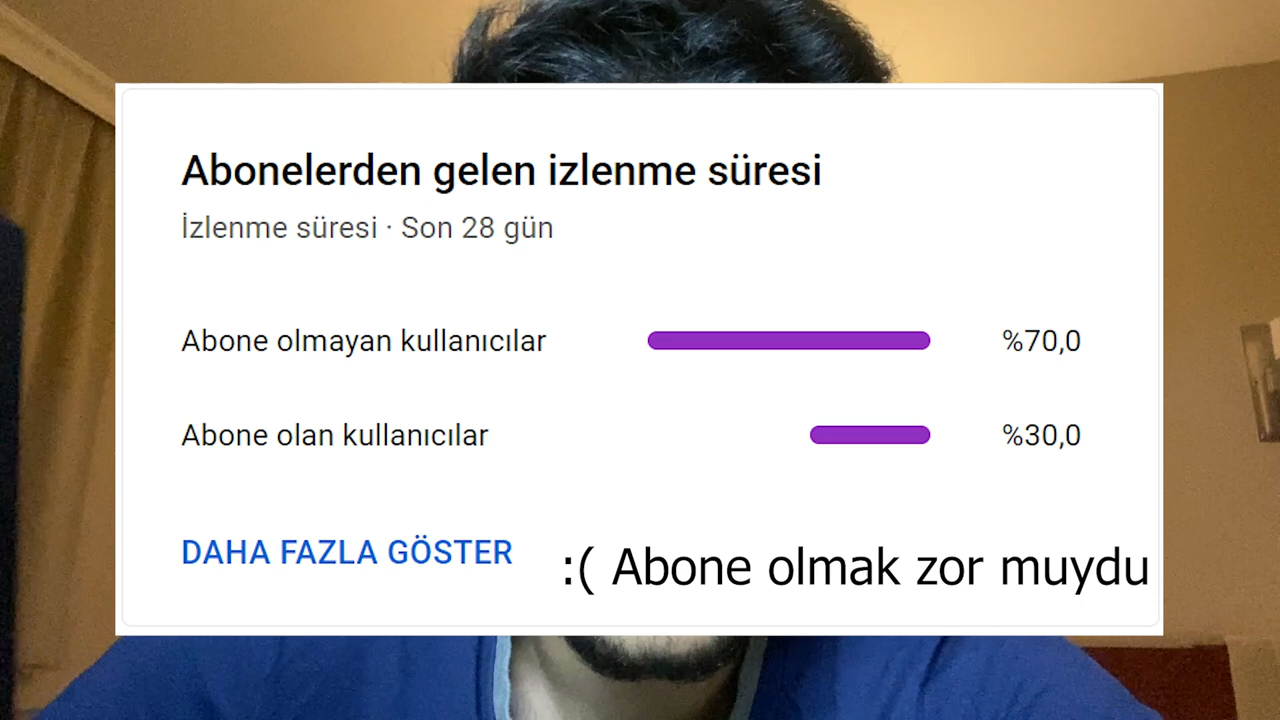 Abonelerden gelen izlenme süresi
İzlenme süresi · Son 28 gün
Abone olmayan kullanıcılar %70,0
Abone olan kullanıcılar %30,0
DAHA FAZLA GÖSTER
:( Abone olmak zor muydu